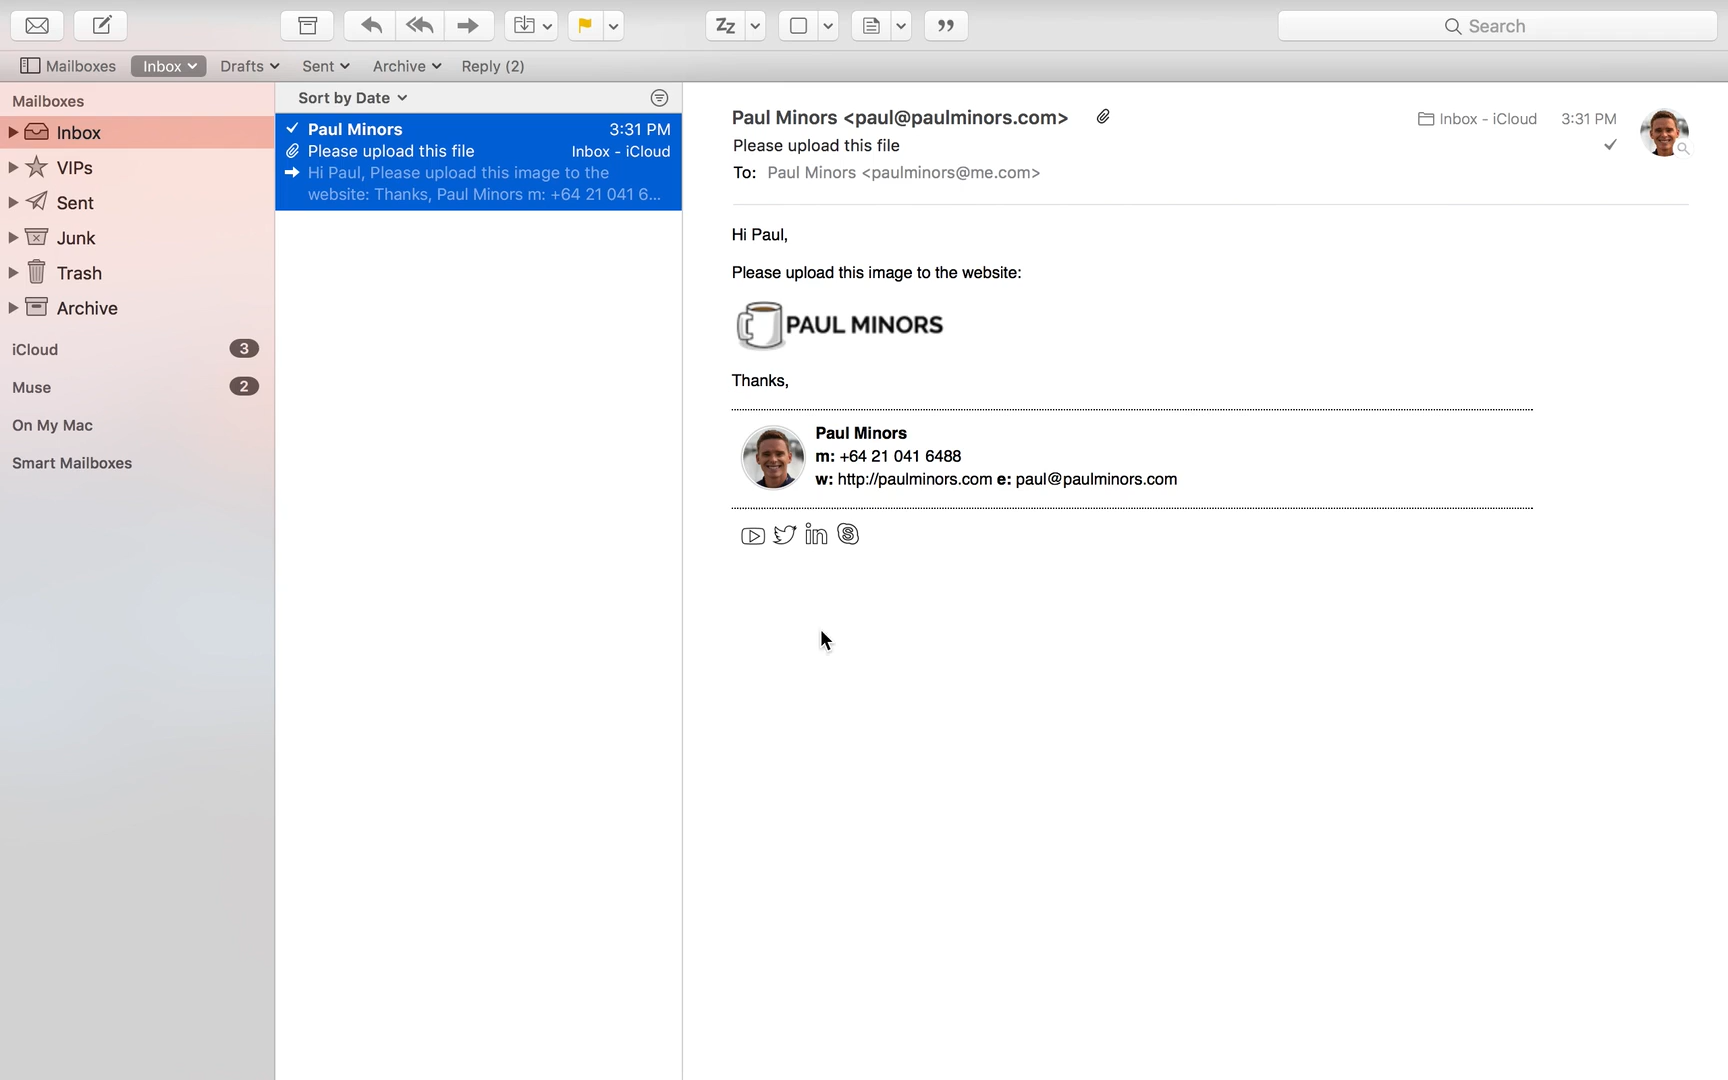 Zz
Search
Mailboxes
Inbox
Drafts
Sent
Archive
Reply (2)
Mailboxes
Inbox
VIPs
Sent
Junk
Trash
Archive
iCloud 3
Muse 2
On My Mac
Smart Mailboxes
Sort by Date
Paul Minors 3:31 PM
Please upload this file Inbox - iCloud
Hi Paul, Please upload this image to the
website: Thanks, Paul Minors m: +64 21 041 6...
Paul Minors <paul@paulminors.com>
Inbox - iCloud 3:31 PM
Please upload this file
To: Paul Minors <paulminors@me.com>
Hi Paul,
Please upload this image to the website:
PAUL MINORS
Thanks,
Paul Minors
m: +64 21 041 6488
w: http://paulminors.com e: paul@paulminors.com
in